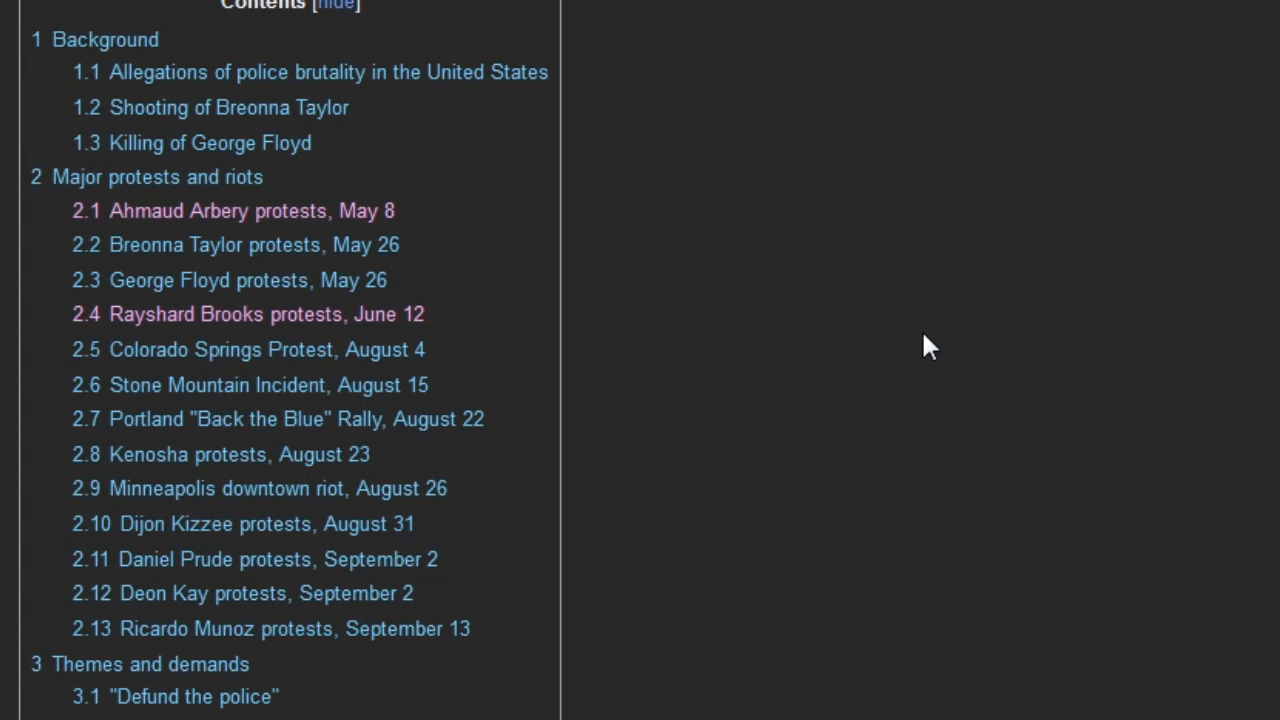 Contents [hide]
1 Background
1.1 Allegations of police brutality in the United States
1.2 Shooting of Breonna Taylor
1.3 Killing of George Floyd
2 Major protests and riots
2.1 Ahmaud Arbery protests, May 8
2.2 Breonna Taylor protests, May 26
2.3 George Floyd protests, May 26
2.4 Rayshard Brooks protests, June 12
2.5 Colorado Springs Protest, August 4
2.6 Stone Mountain Incident, August 15
2.7 Portland "Back the Blue" Rally, August 22
2.8 Kenosha protests, August 23
2.9 Minneapolis downtown riot, August 26
2.10 Dijon Kizzee protests, August 31
2.11 Daniel Prude protests, September 2
2.12 Deon Kay protests, September 2
2.13 Ricardo Munoz protests, September 13
3 Themes and demands
3.1 "Defund the police"